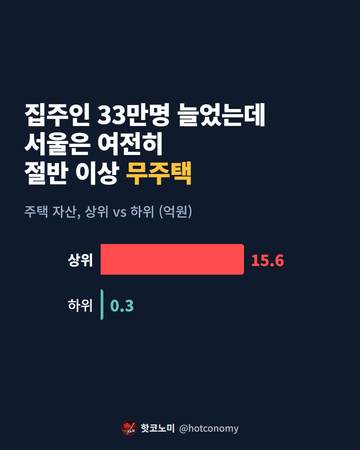 집주인 33만명 늘었는데
서울은 여전히
절반 이상 무주택
주택 자산, 상위 vs 하위 (억원)
상위 15.6
하위 0.3
핫코노미 @hotconomy